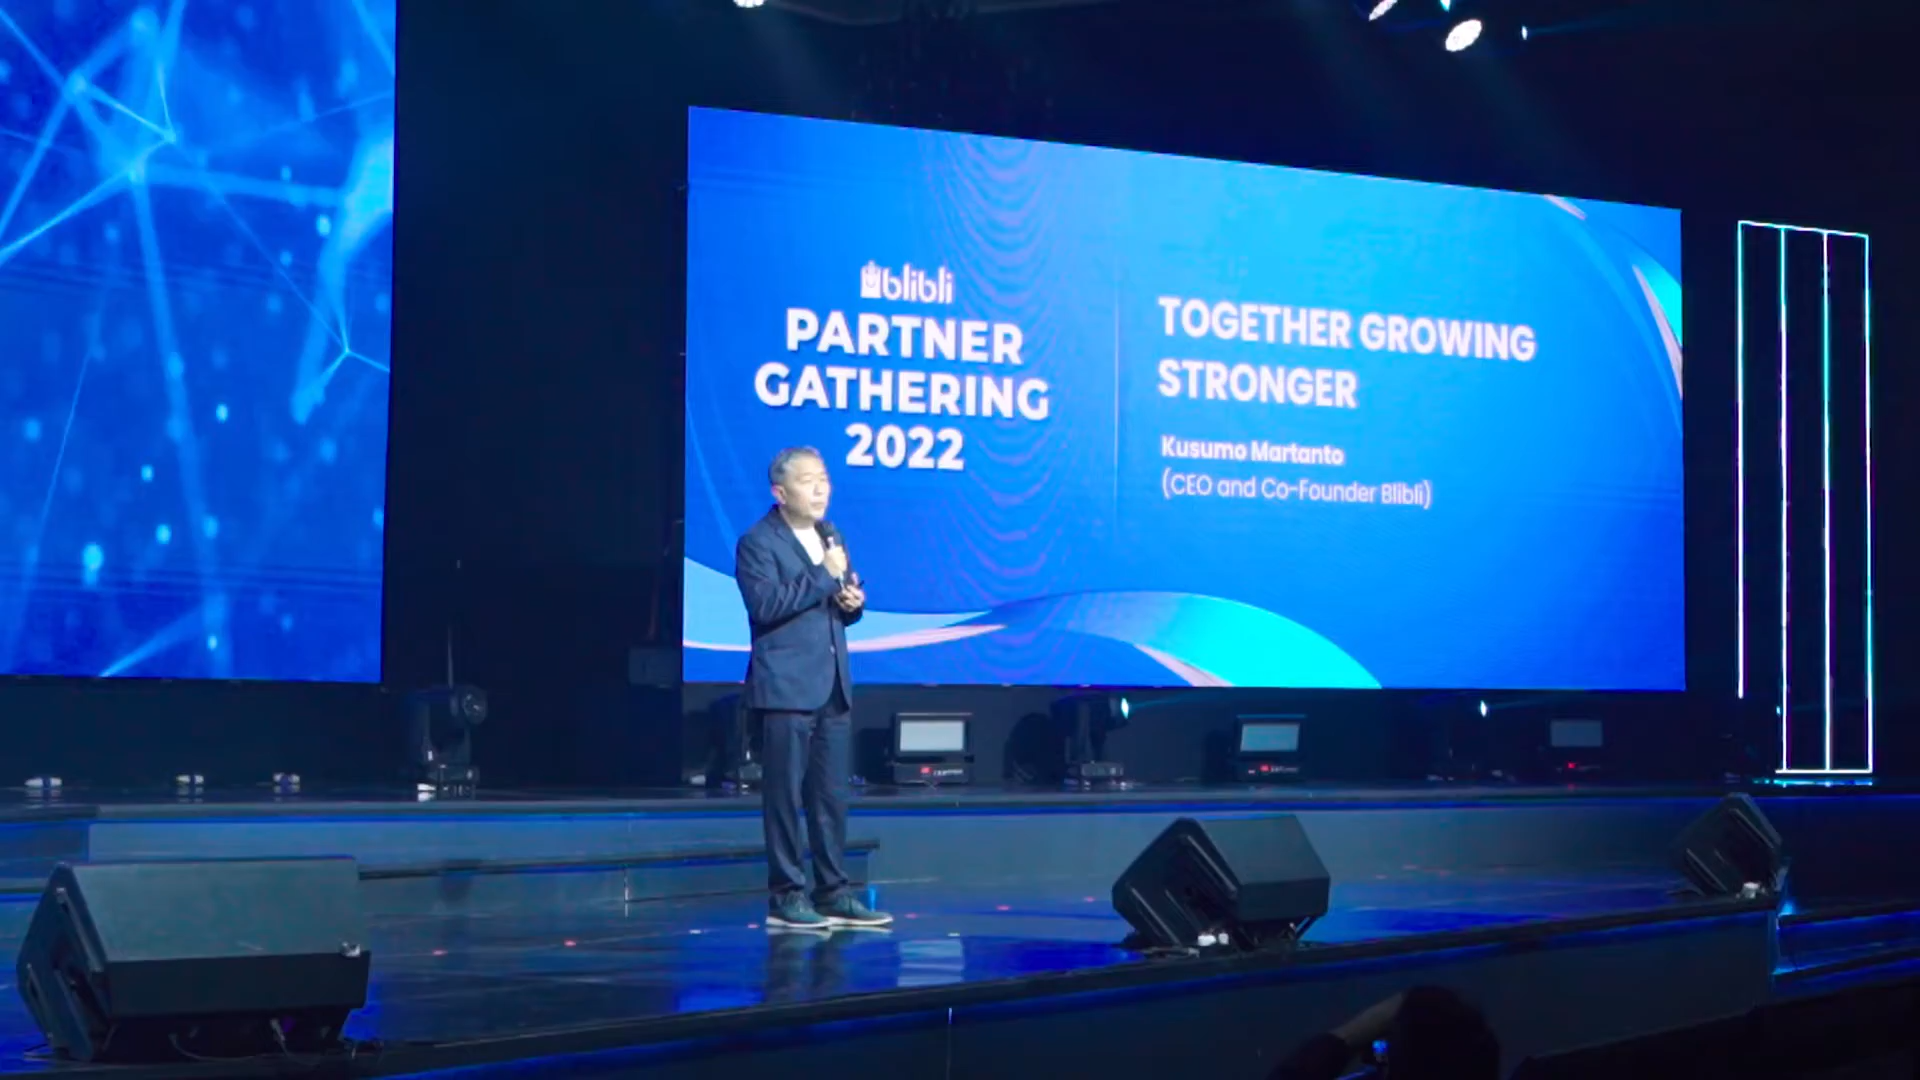 blibli
PARTNER
GATHERING
2022
TOGETHER GROWING
STRONGER
Kusumo Martanto
(CEO and Co-Founder Blibli)